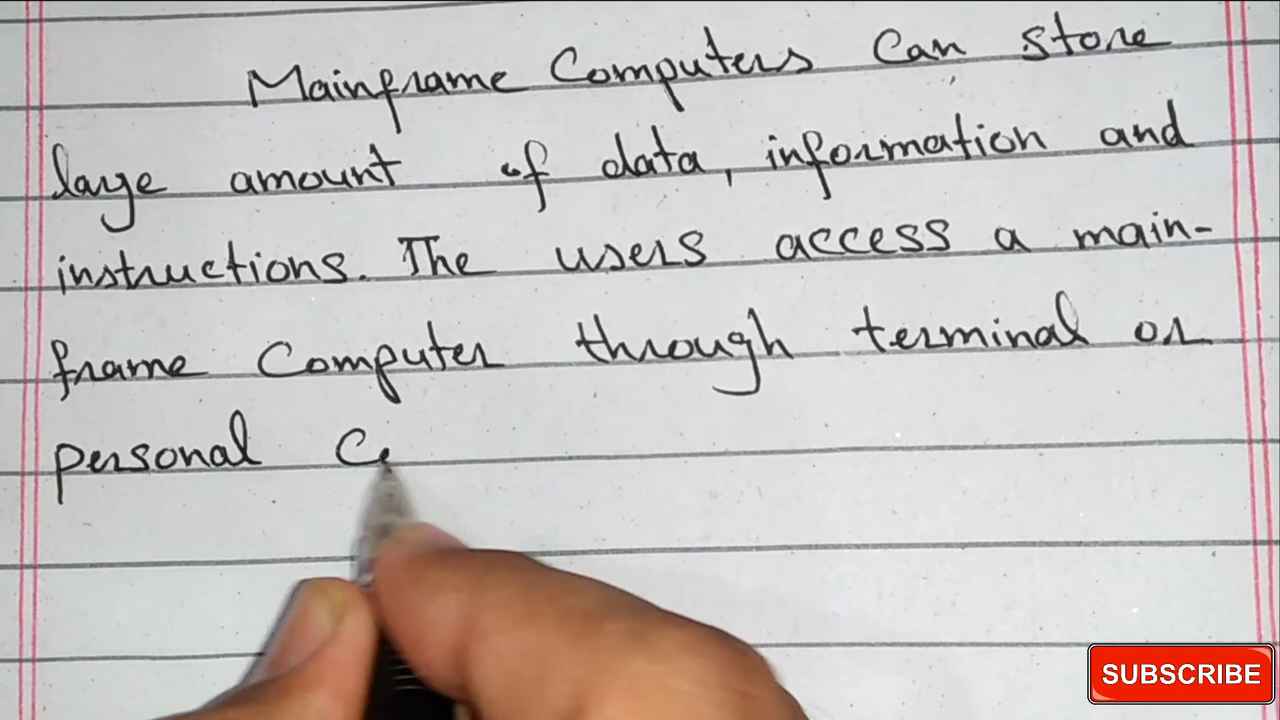 Mainframe Computers Can store
large amount of data, information and
instructions. The users access a main-
frame Computer through terminal or
personal Co
SUBSCRIBE